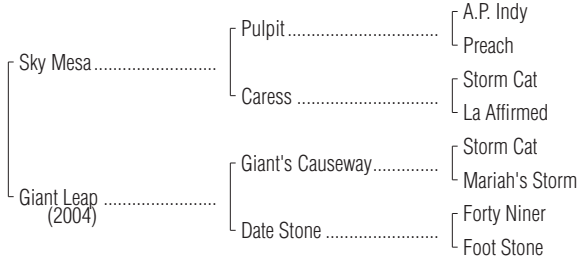 A.P. Indy
Pulpit
Preach
Sky Mesa
Storm Cat
Caress
La Affirmed
Storm Cat
Giant's Causeway
Mariah's Storm
Giant Leap
(2004)
Forty Niner
Date Stone
Foot Stone